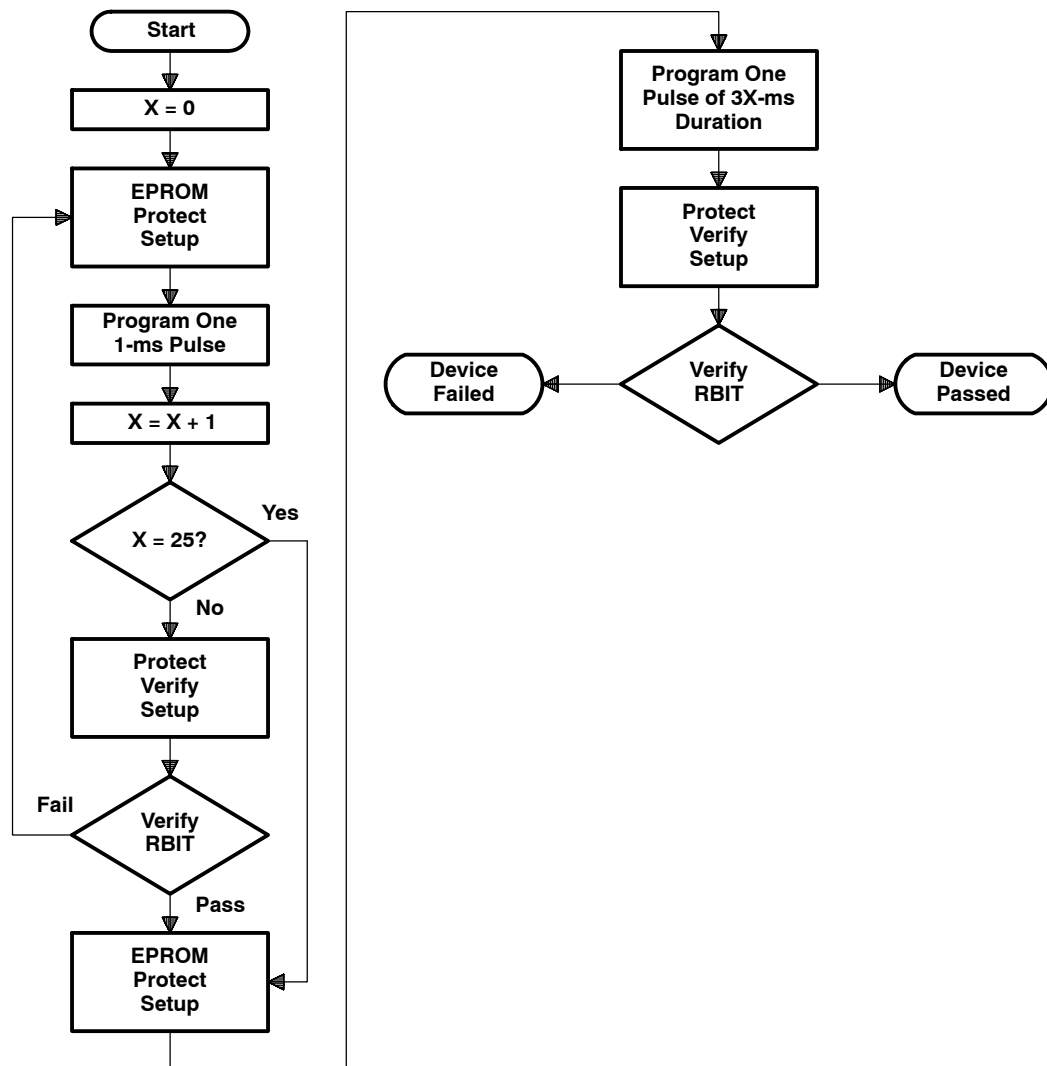 Start
X = 0
EPROM
Protect
Setup
Program One
1-ms Pulse
X = X + 1
X = 25?
Yes
No
Protect
Verify
Setup
Fail
Verify
RBIT
Pass
EPROM
Protect
Setup
Program One
Pulse of 3X-ms
Duration
Protect
Verify
Setup
Verify
RBIT
Device
Failed
Device
Passed